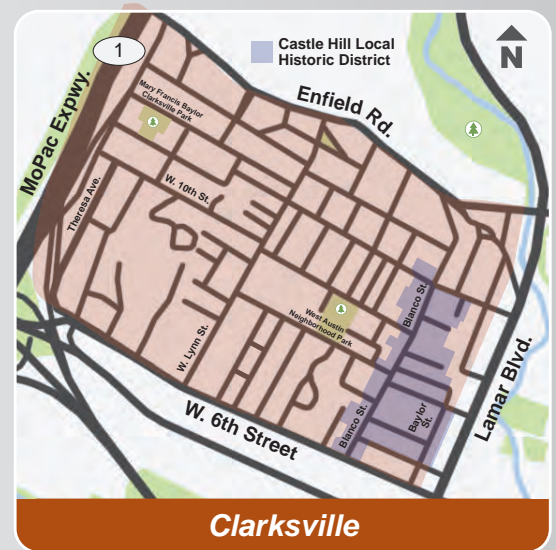 1
Castle Hill Local
Historic District
N
MoPac Expwy.
Enfield Rd.
Mary Francis Baylor
Clarksville Park
Theresa Ave.
W. 10th St.
Blanco St.
West Austin
Neighborhood Park
W. Lynn St.
Lamar Blvd.
Baylor
St.
Blanco St.
W. 6th Street
Clarksville